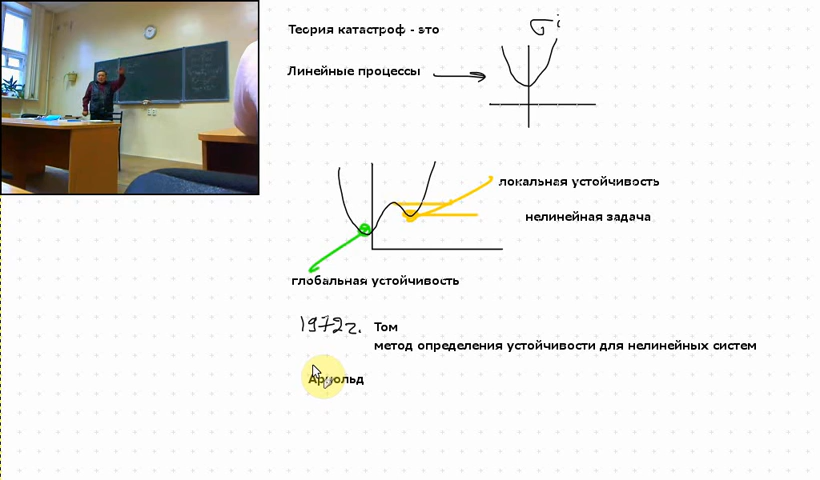 Теория катастроф - это
σⁱ
Линейные процессы
локальная устойчивость
нелинейная задача
глобальная устойчивость
1972г. Том
метод определения устойчивости для нелинейных систем
Арнольд